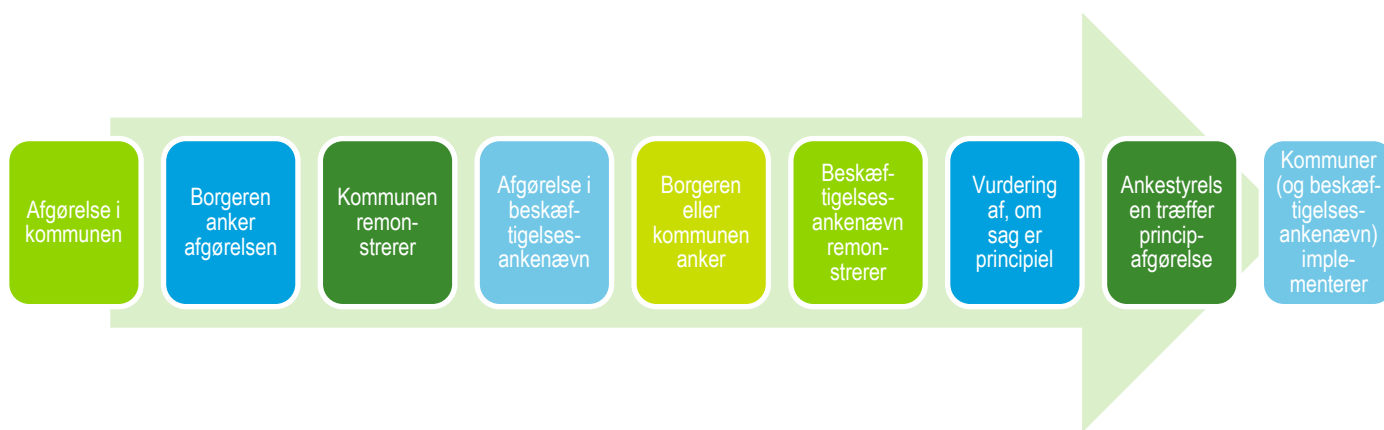 Afgørelse i
kommunen
Borgeren
anker
afgørelsen
Kommunen
remon-
strerer
Afgørelse i
beskæf-
tigelses-
ankenævn
Borgeren
eller
kommunen
anker
Beskæf-
tigelses-
ankenævn
remon-
strerer
Vurdering
af, om
sag er
principiel
Ankestyrels
en træffer
princip-
afgørelse
Kommuner
(og beskæf-
tigelses-
ankenævn)
imple-
menterer